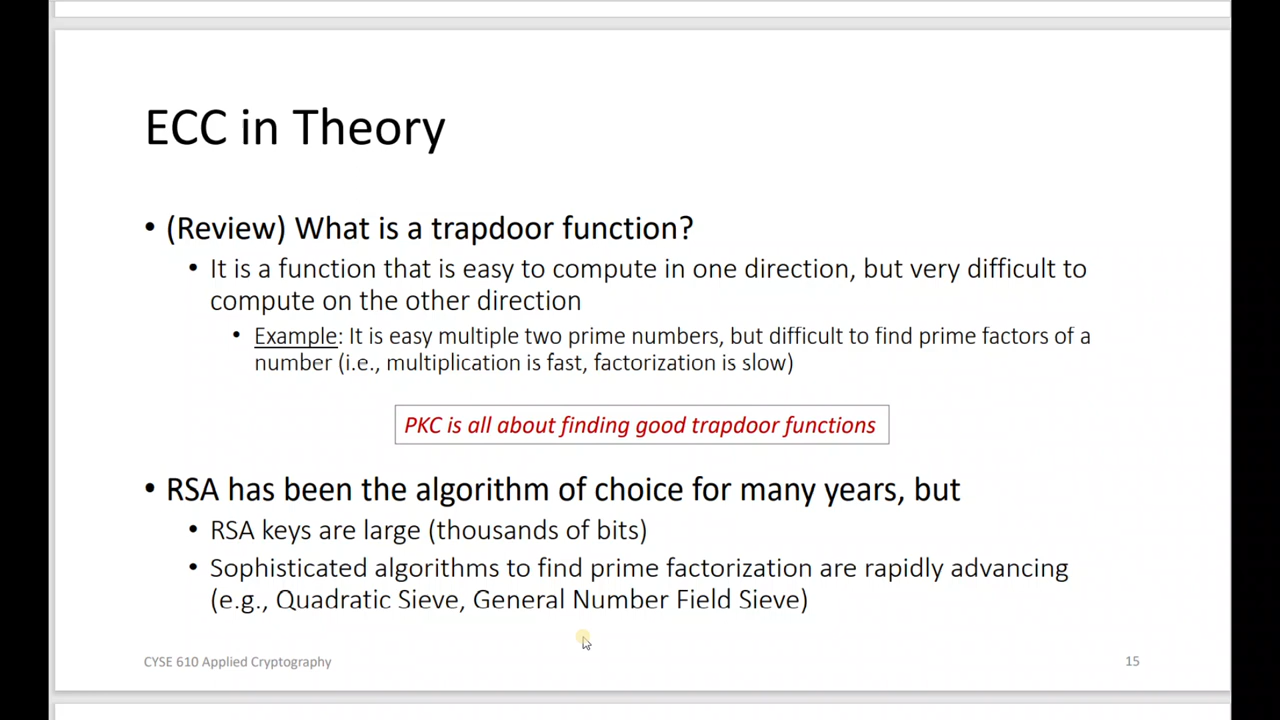 ECC in Theory
• (Review) What is a trapdoor function?
• It is a function that is easy to compute in one direction, but very difficult to
compute on the other direction
• Example: It is easy multiple two prime numbers, but difficult to find prime factors of a
number (i.e., multiplication is fast, factorization is slow)
PKC is all about finding good trapdoor functions
• RSA has been the algorithm of choice for many years, but
• RSA keys are large (thousands of bits)
• Sophisticated algorithms to find prime factorization are rapidly advancing
(e.g., Quadratic Sieve, General Number Field Sieve)
CYSE 610 Applied Cryptography
15